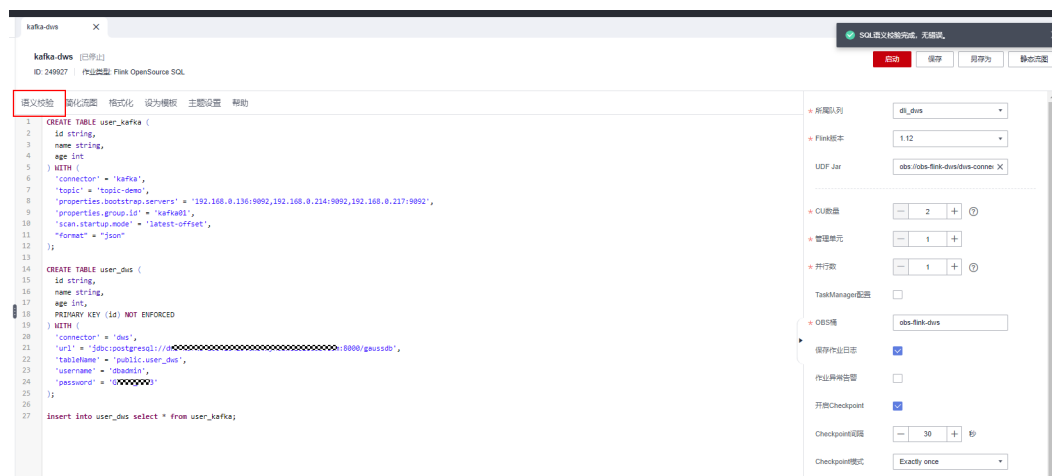 kafka-dws ×
SQL语义校验完成，无错误。
kafka-dws [已停止]
ID: 249927 作业类型: Flink OpenSource SQL
启动 保存 另存为 静态流图
语义校验 简化流图 格式化 设为模板 主题设置 帮助
1 CREATE TABLE user_kafka (
2 id string,
3 name string,
4 age int
5 ) WITH (
6 'connector' = 'kafka',
7 'topic' = 'topic-demo',
8 'properties.bootstrap.servers' = '192.168.0.136:9092,192.168.0.214:9092,192.168.0.217:9092',
9 'properties.group.id' = 'kafka01',
10 'scan.startup.mode' = 'latest-offset',
11 "format" = "json"
12 );
13
14 CREATE TABLE user_dws (
15 id string,
16 name string,
17 age int,
18 PRIMARY KEY (id) NOT ENFORCED
19 ) WITH (
20 'connector' = 'dws',
21 'url' = 'jdbc:postgresql://d :8000/gaussdb',
22 'tableName' = 'public.user_dws',
23 'username' = 'dbadmin',
24 'password' = 'G 3'
25 );
26
27 insert into user_dws select * from user_kafka;
* 所属队列 dli_dws
* Flink版本 1.12
UDF Jar obs://obs-flink-dws/dws-connec ×
* CU数量 − 2 +
* 管理单元 − 1 +
* 并行数 − 1 +
TaskManager配置
* OBS桶 obs-flink-dws
保存作业日志
作业异常告警
开启Checkpoint
Checkpoint间隔 − 30 + 秒
Checkpoint模式 Exactly once